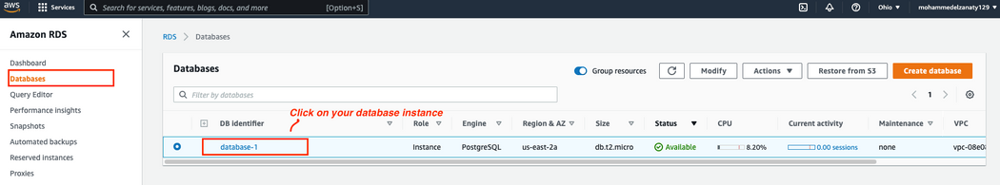 aws
Services
Search for services, features, blogs, docs, and more
[Option+S]
Ohio
mohammedelzanaty129
Amazon RDS
RDS > Databases
Dashboard
Databases
Query Editor
Performance insights
Snapshots
Automated backups
Reserved instances
Proxies
Databases
Group resources
Modify
Actions
Restore from S3
Create database
Filter by databases
1
Click on your database instance
DB identifier Role Engine Region & AZ Size Status CPU Current activity Maintenance VPC
database-1 Instance PostgreSQL us-east-2a db.t2.micro Available 8.20% 0.00 sessions none vpc-08e08